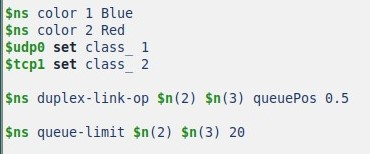 $ns color 1 Blue
$ns color 2 Red
$udp0 set class_ 1
$tcp1 set class_ 2
$ns duplex-link-op $n(2) $n(3) queuePos 0.5
$ns queue-limit $n(2) $n(3) 20